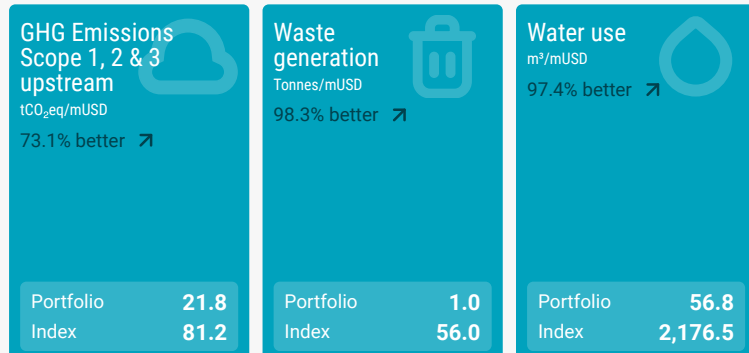 GHG Emissions
Scope 1, 2 & 3
upstream
tCO₂eq/mUSD
73.1% better
Portfolio 21.8
Index 81.2
Waste
generation
Tonnes/mUSD
98.3% better
Portfolio 1.0
Index 56.0
Water use
m³/mUSD
97.4% better
Portfolio 56.8
Index 2,176.5